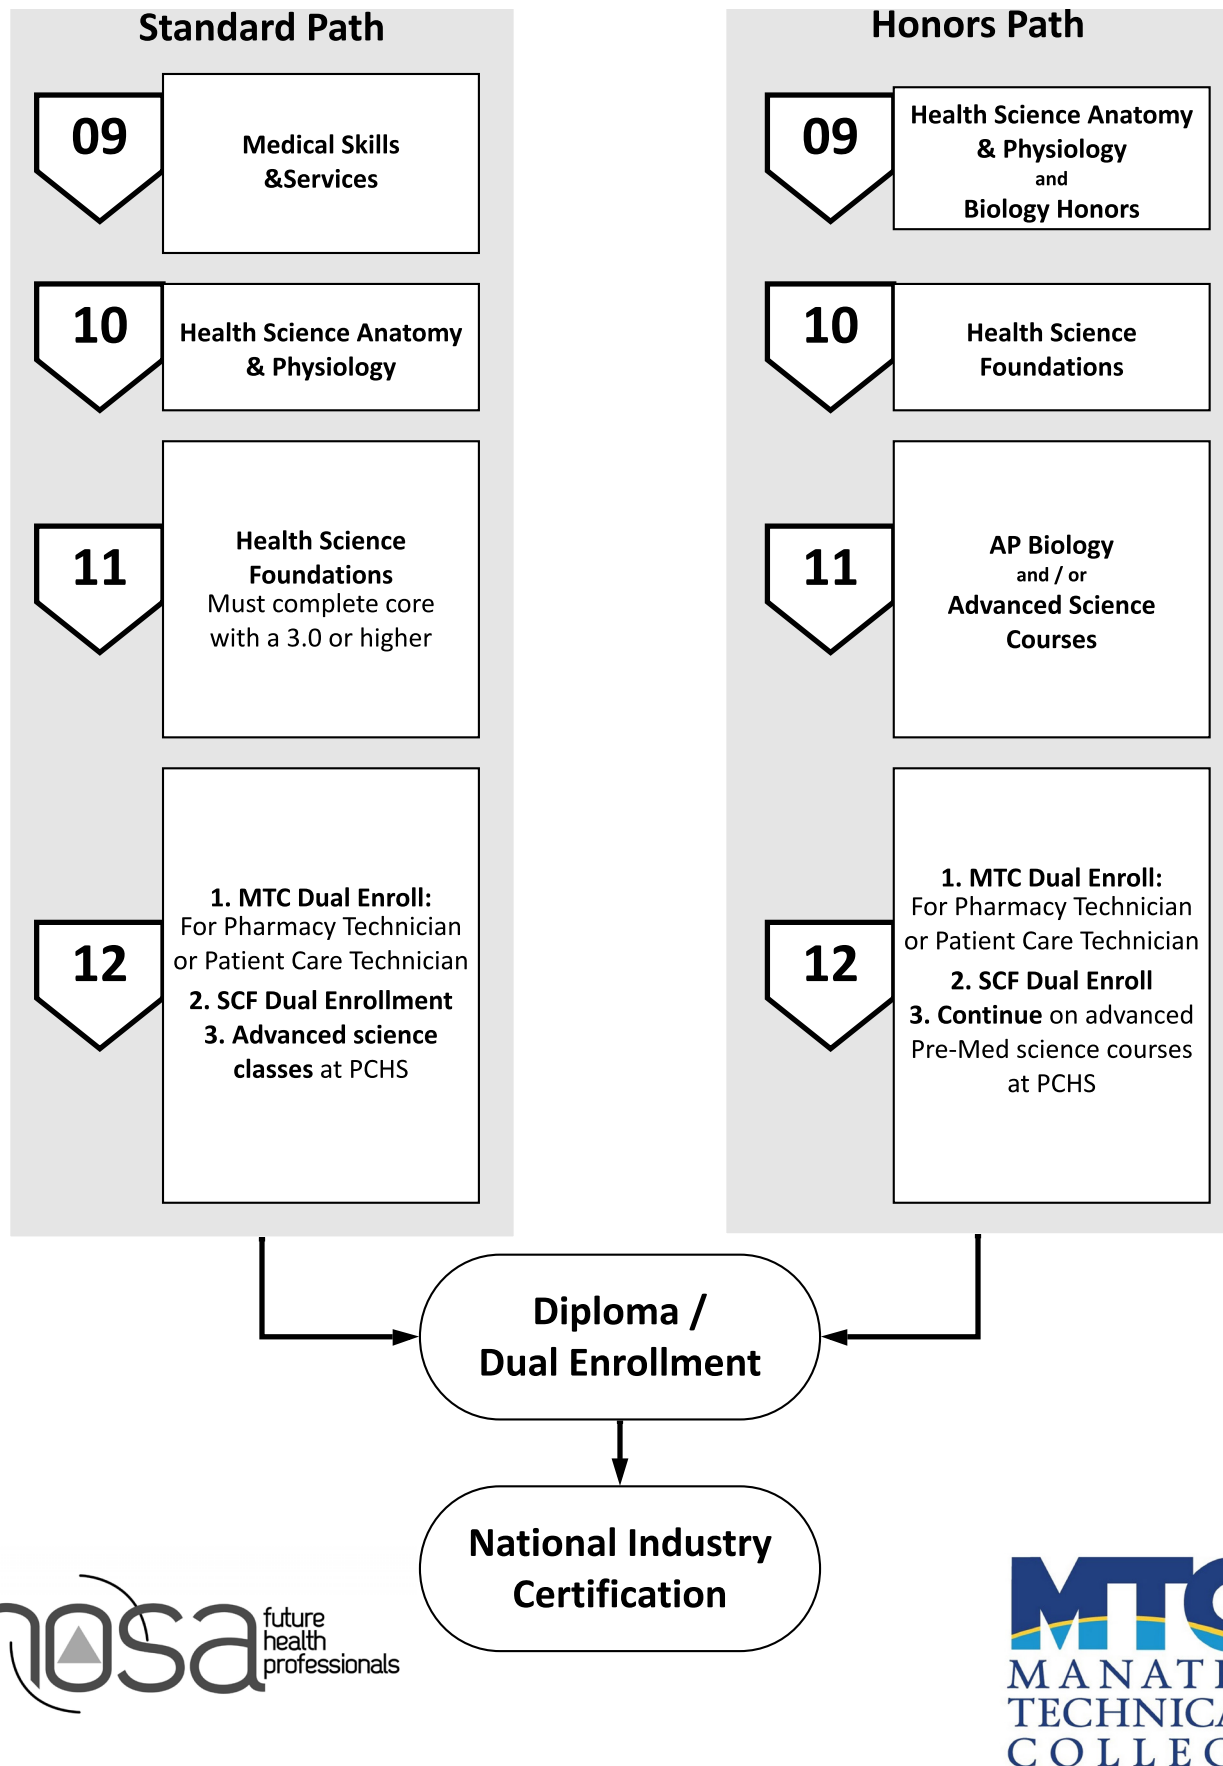 Standard Path
09
Medical Skills
&Services
10
Health Science Anatomy
& Physiology
11
Health Science
Foundations
Must complete core
with a 3.0 or higher
12
1. MTC Dual Enroll:
For Pharmacy Technician
or Patient Care Technician
2. SCF Dual Enrollment
3. Advanced science
classes at PCHS
Honors Path
09
Health Science Anatomy
& Physiology
and
Biology Honors
10
Health Science
Foundations
11
AP Biology
and / or
Advanced Science
Courses
12
1. MTC Dual Enroll:
For Pharmacy Technician
or Patient Care Technician
2. SCF Dual Enroll
3. Continue on advanced
Pre-Med science courses
at PCHS
Diploma /
Dual Enrollment
National Industry
Certification
hosa
future
health
professionals
MTC
MANATE
TECHNICA
COLLEG